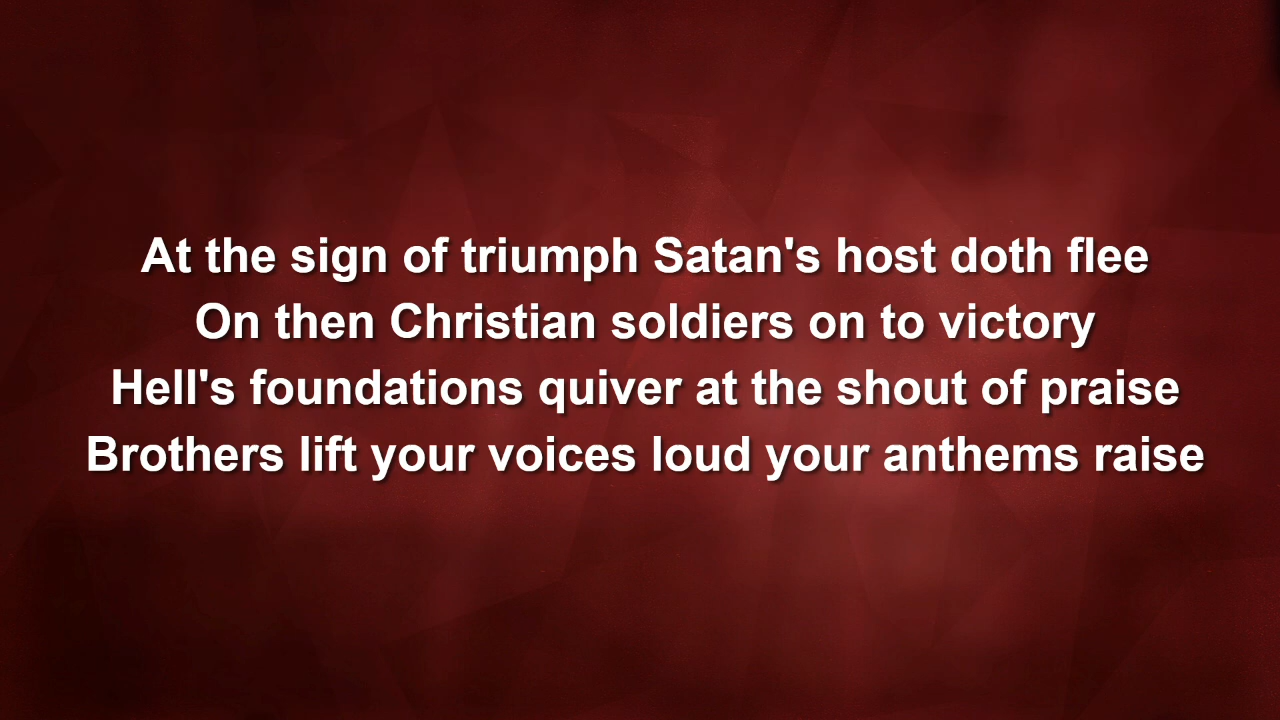 At the sign of triumph Satan's host doth flee
On then Christian soldiers on to victory
Hell's foundations quiver at the shout of praise
Brothers lift your voices loud your anthems raise